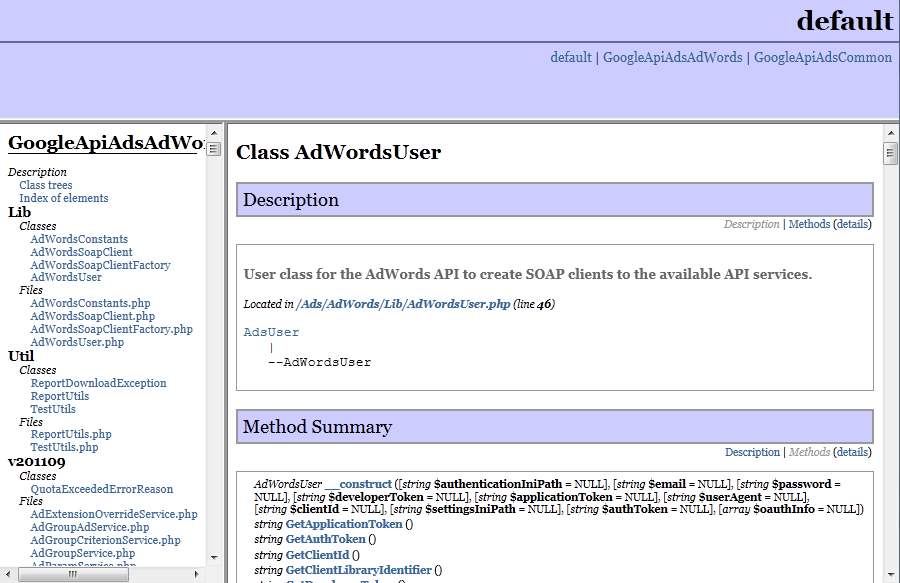 default
default | GoogleApiAdsAdWords | GoogleApiAdsCommon
GoogleApiAdsAdWo
Description
Class trees
Index of elements
Lib
Classes
AdWordsConstants
AdWordsSoapClient
AdWordsSoapClientFactory
AdWordsUser
Files
AdWordsConstants.php
AdWordsSoapClient.php
AdWordsSoapClientFactory.php
AdWordsUser.php
Util
Classes
ReportDownloadException
ReportUtils
TestUtils
Files
ReportUtils.php
TestUtils.php
v201109
Classes
QuotaExceededErrorReason
Files
AdExtensionOverrideService.php
AdGroupAdService.php
AdGroupCriterionService.php
AdGroupService.php
AdParamService.php
Class AdWordsUser
Description
Description | Methods (details)
User class for the AdWords API to create SOAP clients to the available API services.
Located in /Ads/AdWords/Lib/AdWordsUser.php (line 46)
AdsUser
|
--AdWordsUser
Method Summary
Description | Methods (details)
AdWordsUser __construct ([string $authenticationIniPath = NULL], [string $email = NULL], [string $password =
NULL], [string $developerToken = NULL], [string $applicationToken = NULL], [string $userAgent = NULL],
[string $clientId = NULL], [string $settingsIniPath = NULL], [string $authToken = NULL], [array $oauthInfo = NULL])
string GetApplicationToken ()
string GetAuthToken ()
string GetClientId ()
string GetClientLibraryIdentifier ()
string GetDeveloperToken ()